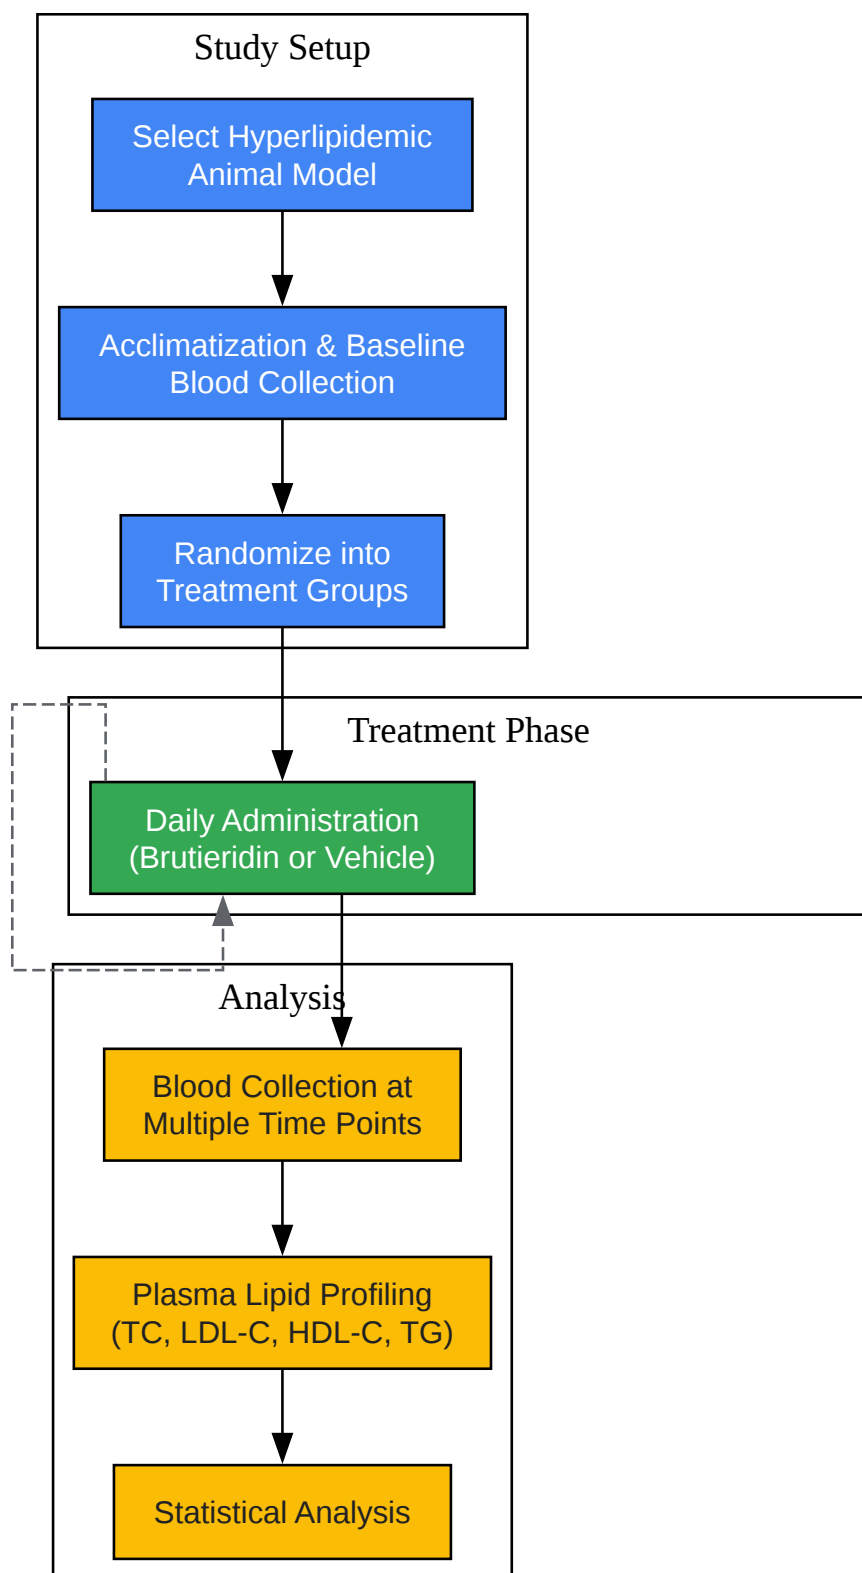 Study Setup
Select Hyperlipidemic
Animal Model
Acclimatization & Baseline
Blood Collection
Randomize into
Treatment Groups
Treatment Phase
Daily Administration
(Brutieridin or Vehicle)
Analysis
Blood Collection at
Multiple Time Points
Plasma Lipid Profiling
(TC, LDL-C, HDL-C, TG)
Statistical Analysis